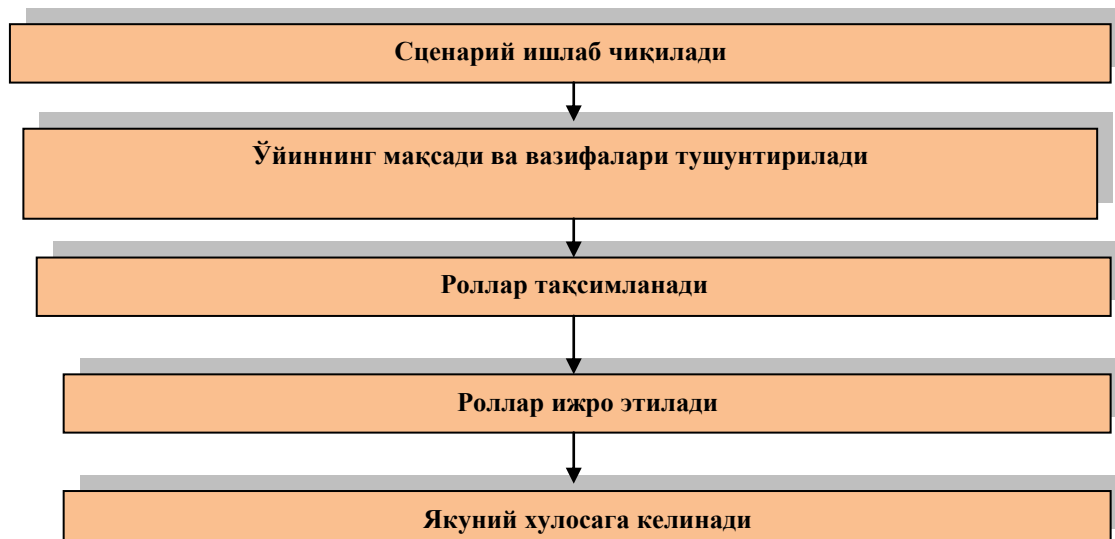 Сценарий ишлаб чиқилади
Ўйиннинг мақсади ва вазифалари тушунтирилади
Роллар тақсимланади
Роллар ижро этилади
Якуний хулосага келинади